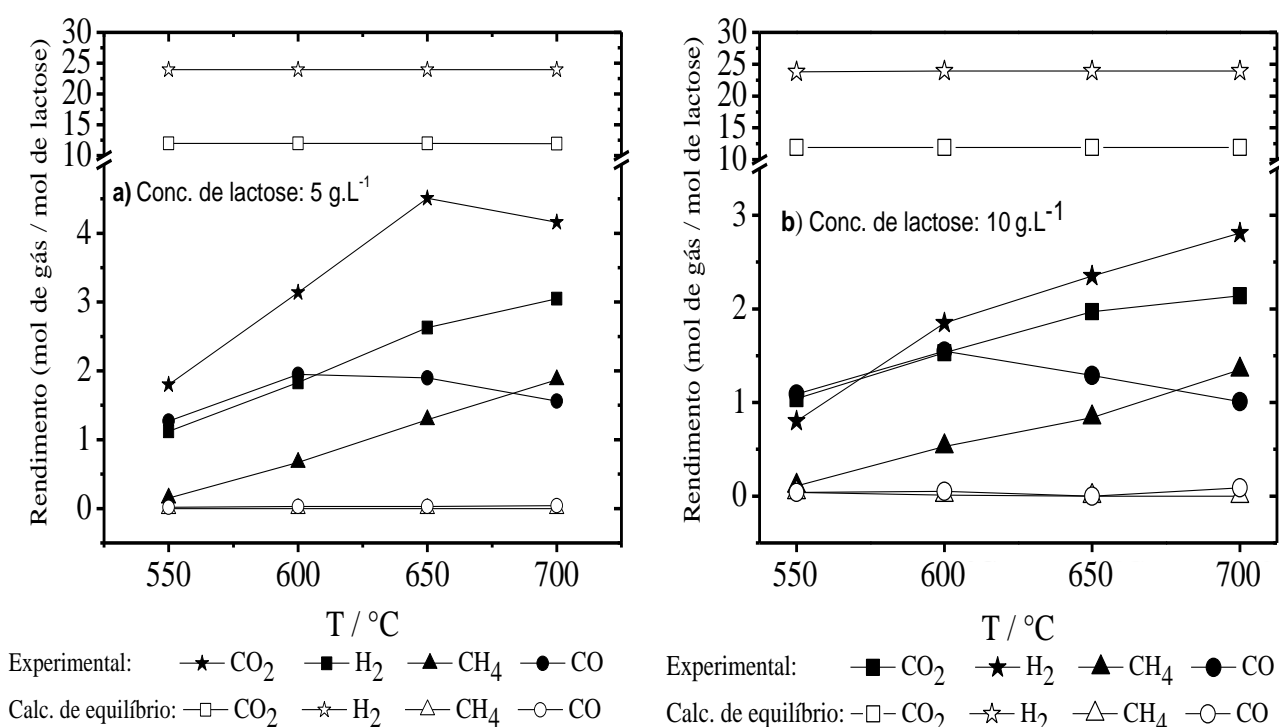 Rendimento (mol de gás / mol de lactose)
30
25
20
15
10
4
3
2
1
0
a) Conc. de lactose: 5 g.L-1
550 600 650 700
T / °C
Experimental: CO2 H2 CH4 CO
Calc. de equilíbrio: CO2 H2 CH4 CO
Rendimento (mol de gás / mol de lactose)
30
25
20
15
10
3
2
1
0
b) Conc. de lactose: 10 g.L-1
550 600 650 700
T / °C
Experimental: CO2 H2 CH4 CO
Calc. de equilíbrio: CO2 H2 CH4 CO